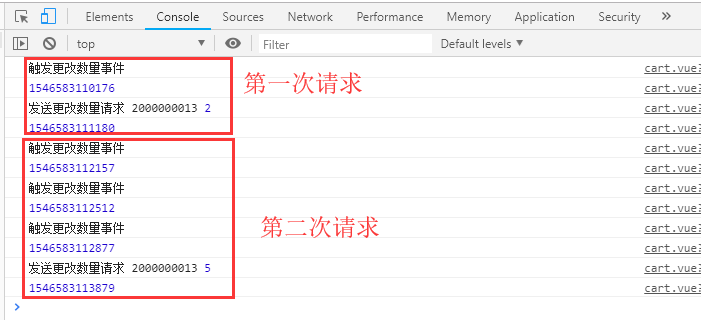 Elements Console Sources Network Performance Memory Application Security »
top ▼ Filter Default levels ▼
触发更改数量事件 cart.vue?
1546583110176 cart.vue?
第一次请求
发送更改数量请求 2000000013 2 cart.vue?
1546583111180 cart.vue?
触发更改数量事件 cart.vue?
1546583112157 cart.vue?
触发更改数量事件 cart.vue?
1546583112512 cart.vue?
触发更改数量事件 cart.vue?
第二次请求
1546583112877 cart.vue?
发送更改数量请求 2000000013 5 cart.vue?
1546583113879 cart.vue?
>